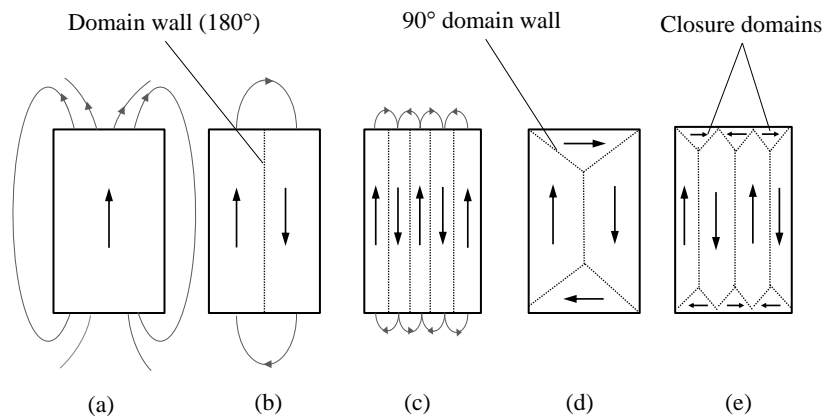 Domain wall (180°)
90° domain wall
Closure domains
(a)
(b)
(c)
(d)
(e)